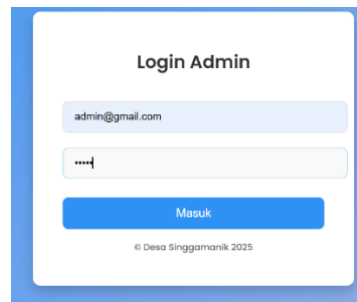 Login Admin
admin@gmail.com
•••••
Masuk
© Desa Singgamanik 2025